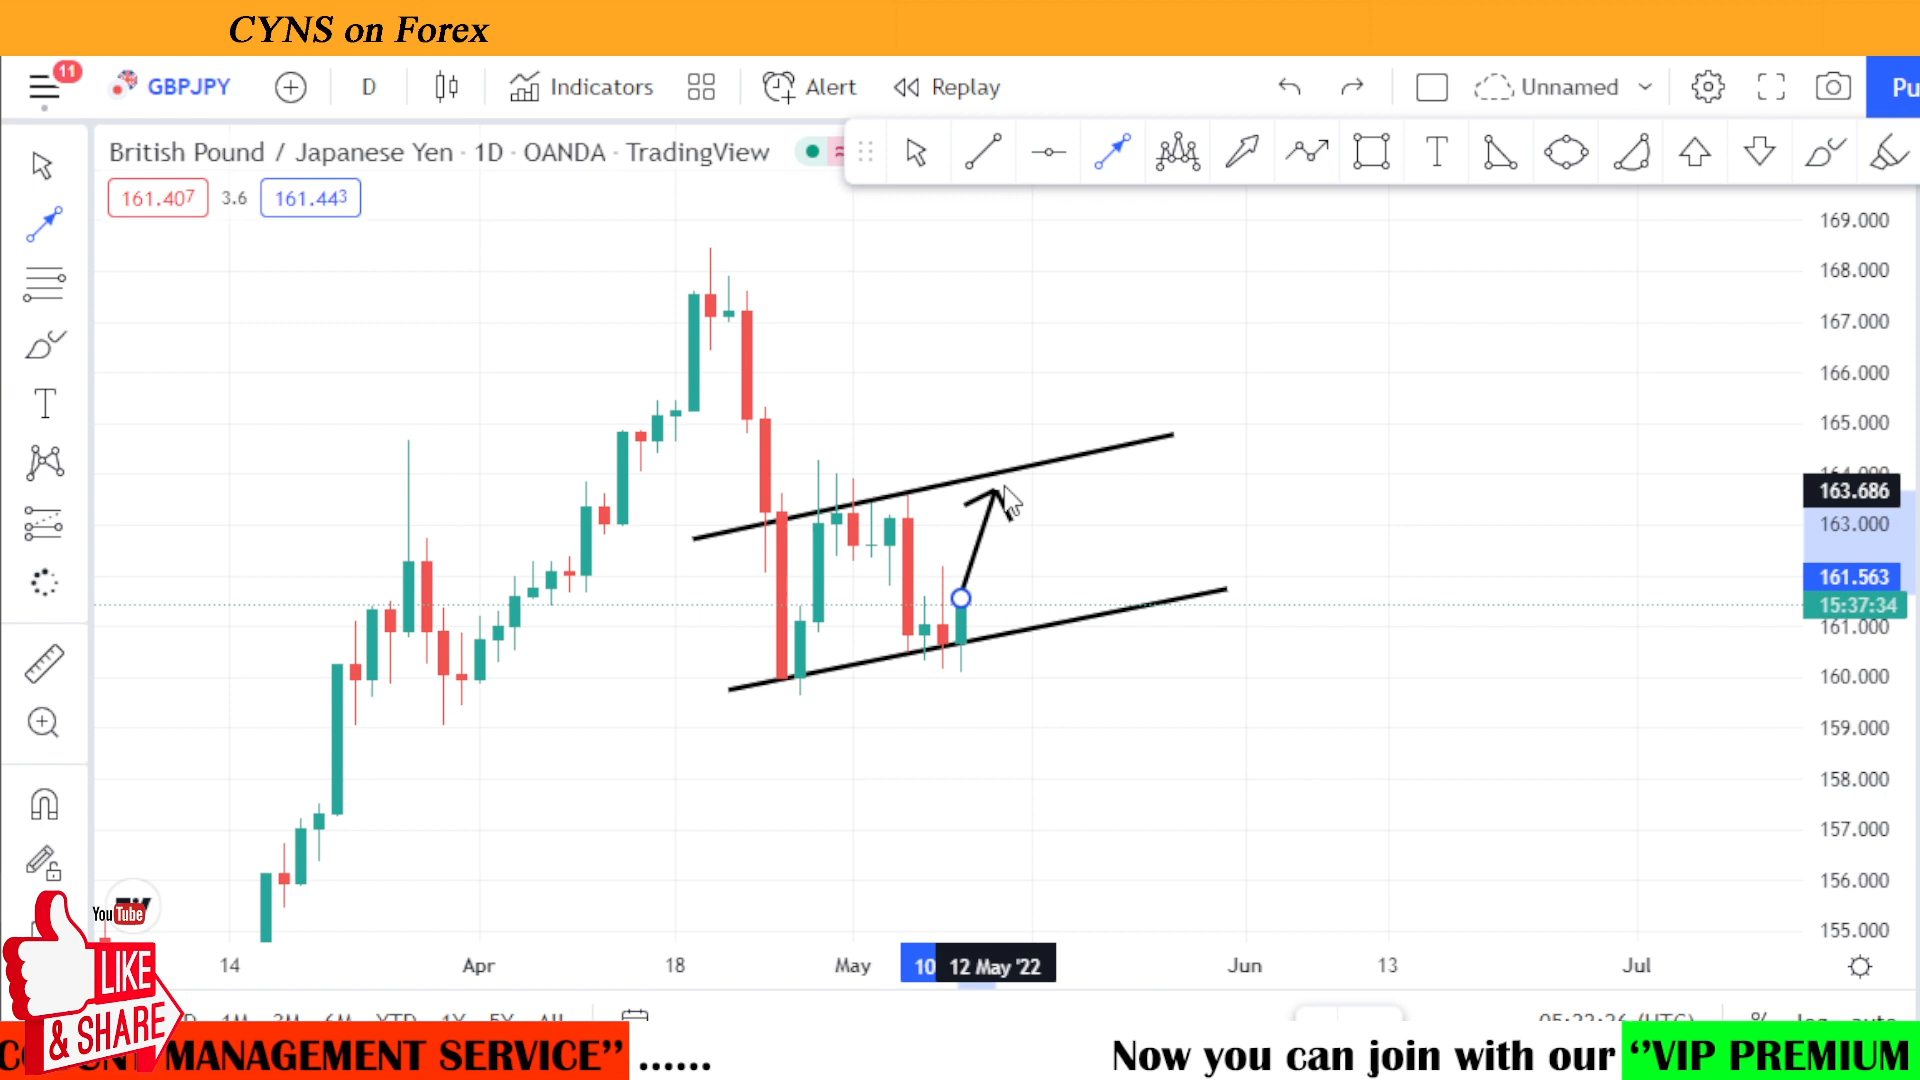 CYNS on Forex
11
GBPJPY
D
Indicators
Alert
Replay
Unnamed
Pu
British Pound / Japanese Yen · 1D · OANDA · TradingView
161.407 3.6 161.443
T
T
169.000
168.000
167.000
166.000
165.000
163.686
163.000
161.563
15:37:34
161.000
160.000
159.000
158.000
157.000
156.000
155.000
14 Apr 18 May 10 12 May '22 Jun 13 Jul
YouTube
LIKE
& SHARE
MANAGEMENT SERVICE’’ ......
Now you can join with our ‘’VIP PREMIUM